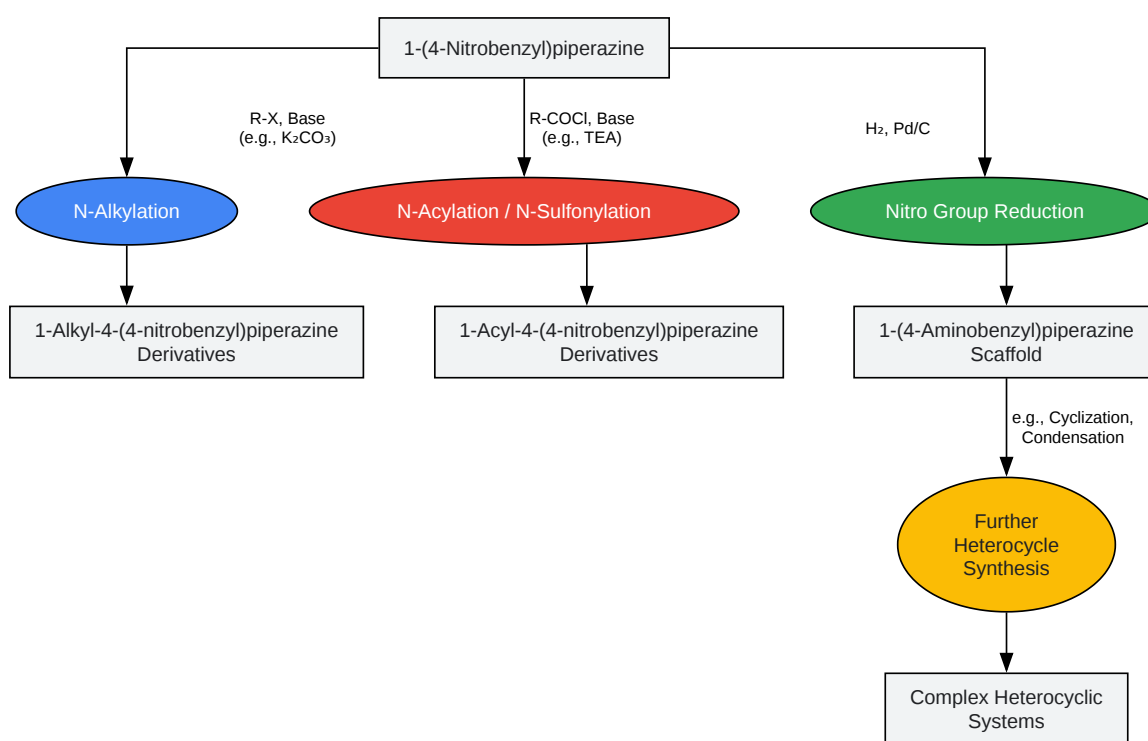 1-(4-Nitrobenzyl)piperazine
R-X, Base
(e.g., K₂CO₃)
R-COCl, Base
(e.g., TEA)
H₂, Pd/C
N-Alkylation
N-Acylation / N-Sulfonylation
Nitro Group Reduction
1-Alkyl-4-(4-nitrobenzyl)piperazine
Derivatives
1-Acyl-4-(4-nitrobenzyl)piperazine
Derivatives
1-(4-Aminobenzyl)piperazine
Scaffold
e.g., Cyclization,
Condensation
Further
Heterocycle
Synthesis
Complex Heterocyclic
Systems